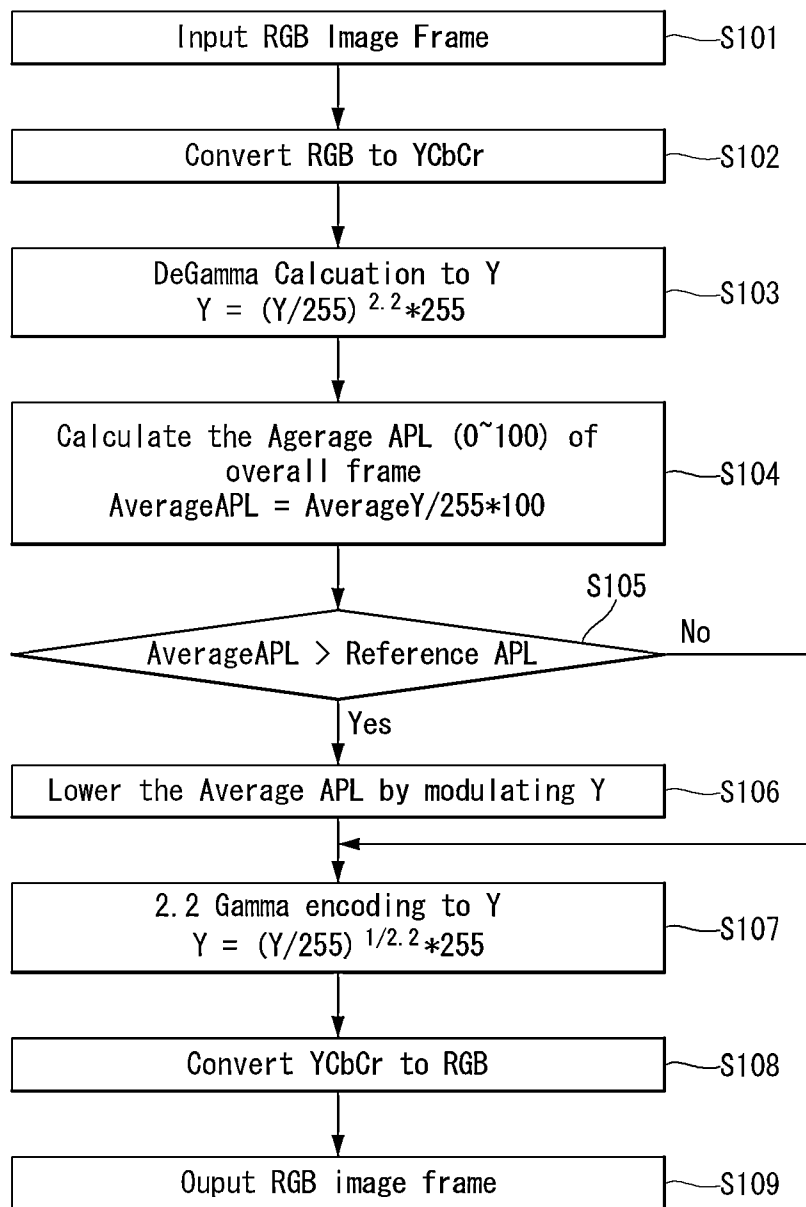 Input RGB Image Frame
S101
Convert RGB to YCbCr
S102
DeGamma Calcuation to Y
Y = (Y/255) 2.2*255
S103
Calculate the Agerage APL (0~100) of
overall frame
AverageAPL = AverageY/255*100
S104
S105
AverageAPL > Reference APL
No
Yes
Lower the Average APL by modulating Y
S106
2.2 Gamma encoding to Y
Y = (Y/255) 1/2.2*255
S107
Convert YCbCr to RGB
S108
Ouput RGB image frame
S109